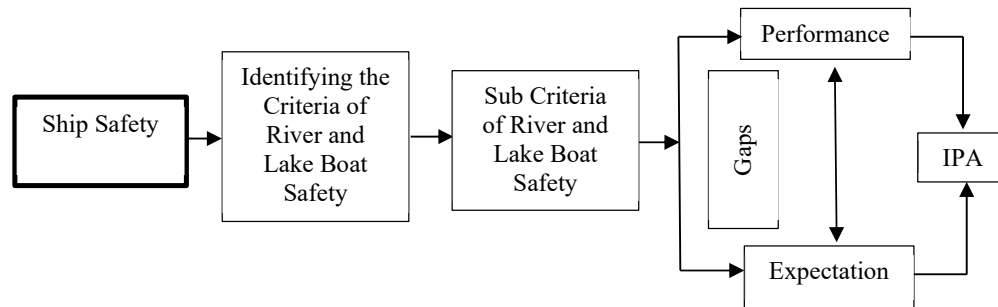 Ship Safety
Identifying the
Criteria of
River and
Lake Boat
Safety
Sub Criteria
of River and
Lake Boat
Safety
Performance
Gaps
Expectation
IPA